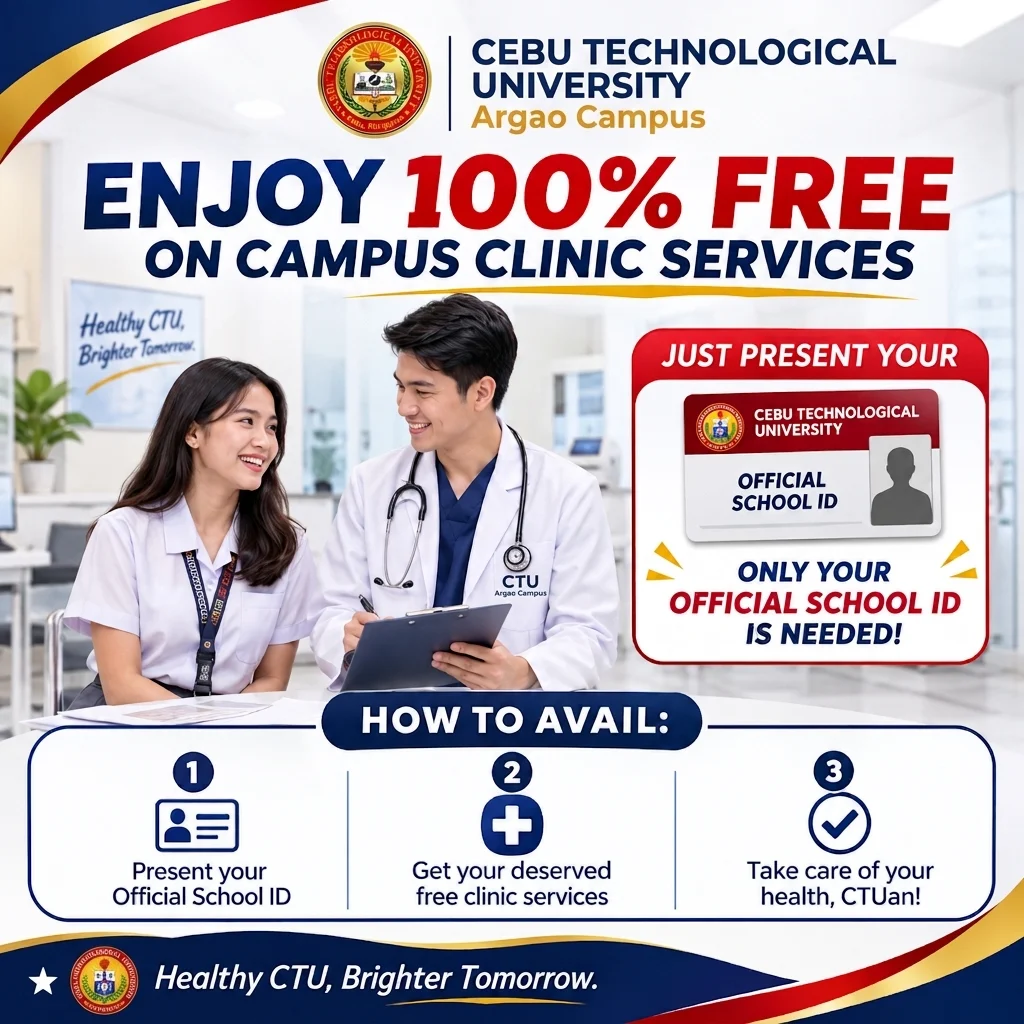 CEBU TECHNOLOGICAL
UNIVERSITY
Argao Campus
ENJOY 100% FREE
ON CAMPUS CLINIC SERVICES
Healthy CTU,
Brighter Tomorrow.
JUST PRESENT YOUR
CEBU TECHNOLOGICAL
UNIVERSITY
OFFICIAL
SCHOOL ID
ONLY YOUR
OFFICIAL SCHOOL ID
IS NEEDED!
CTU
Argao Campus
HOW TO AVAIL:
1
Present your
Official School ID
2
Get your deserved
free clinic services
3
Take care of your
health, CTUan!
Healthy CTU, Brighter Tomorrow.